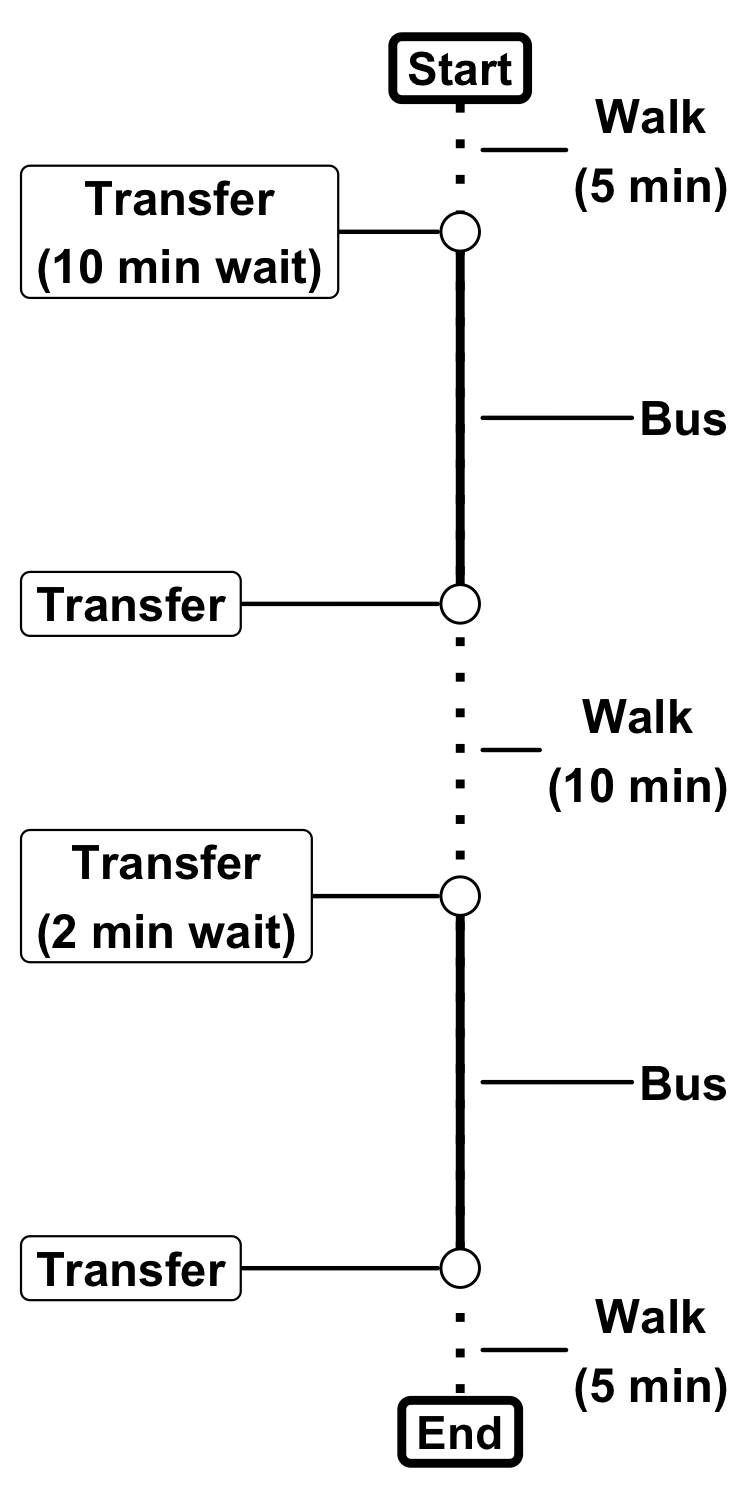 Start
Walk
(5 min)
Transfer
(10 min wait)
Bus
Transfer
Walk
(10 min)
Transfer
(2 min wait)
Bus
Transfer
Walk
(5 min)
End